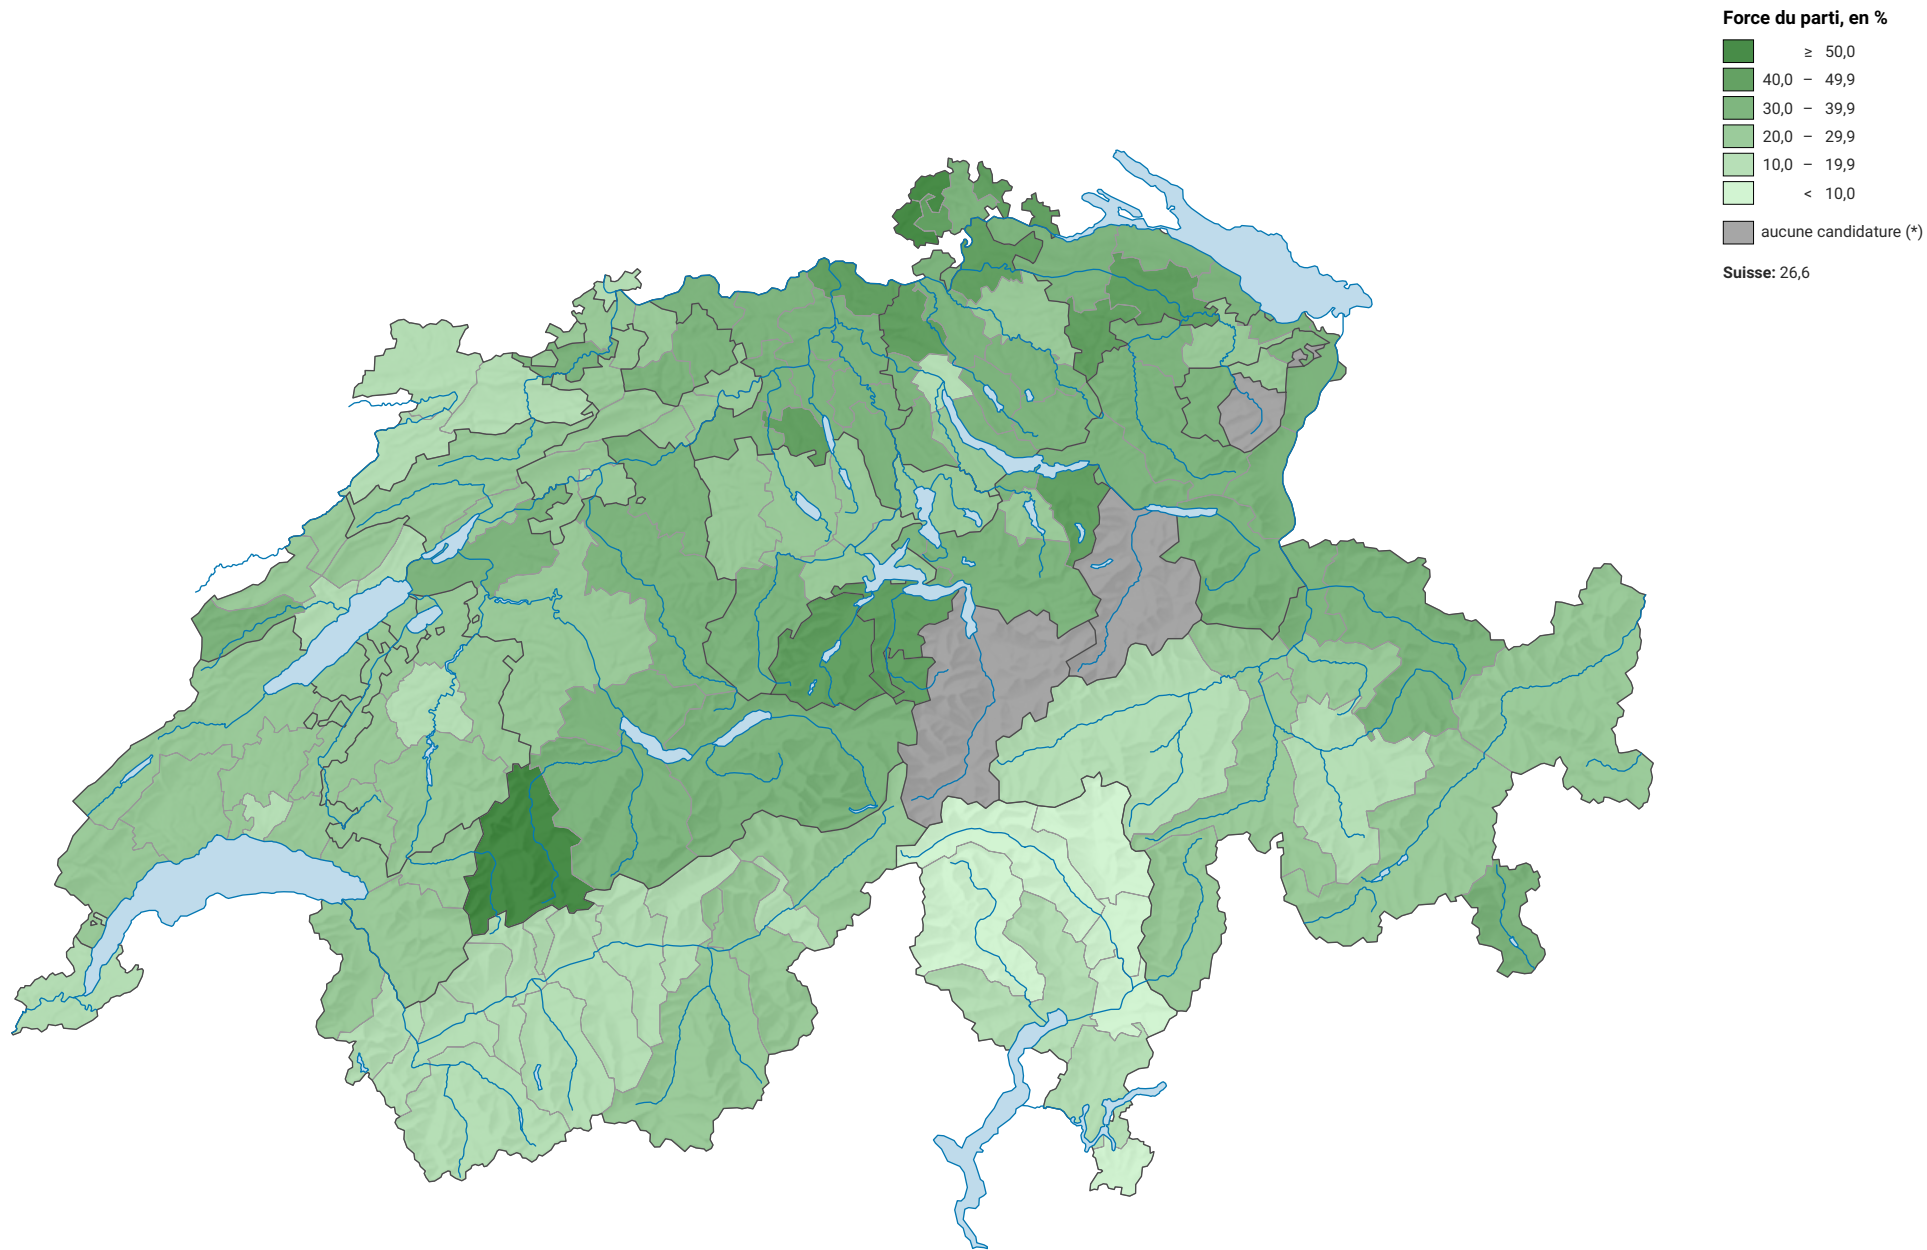 Force du parti, en %
≥ 50,0
40,0 – 49,9
30,0 – 39,9
20,0 – 29,9
10,0 – 19,9
< 10,0
aucune candidature (*)
Suisse: 26,6